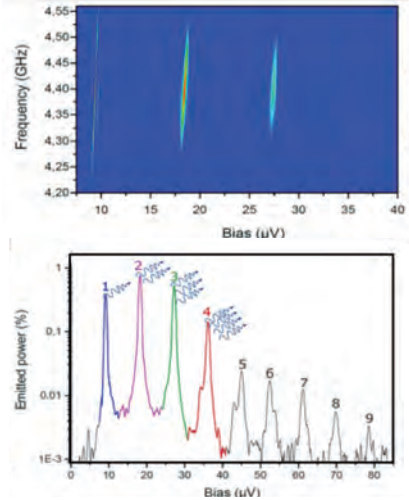 Frequency (GHz)
4.55
4.50
4.45
4.40
4.35
4.30
4.25
4.20
10 15 20 25 30 35 40
Bias (µV)
Emitted power (%)
1
0.1
0.01
1E-3
1 2 3 4 5 6 7 8 9
0 10 20 30 40 50 60 70 80
Bias (µV)